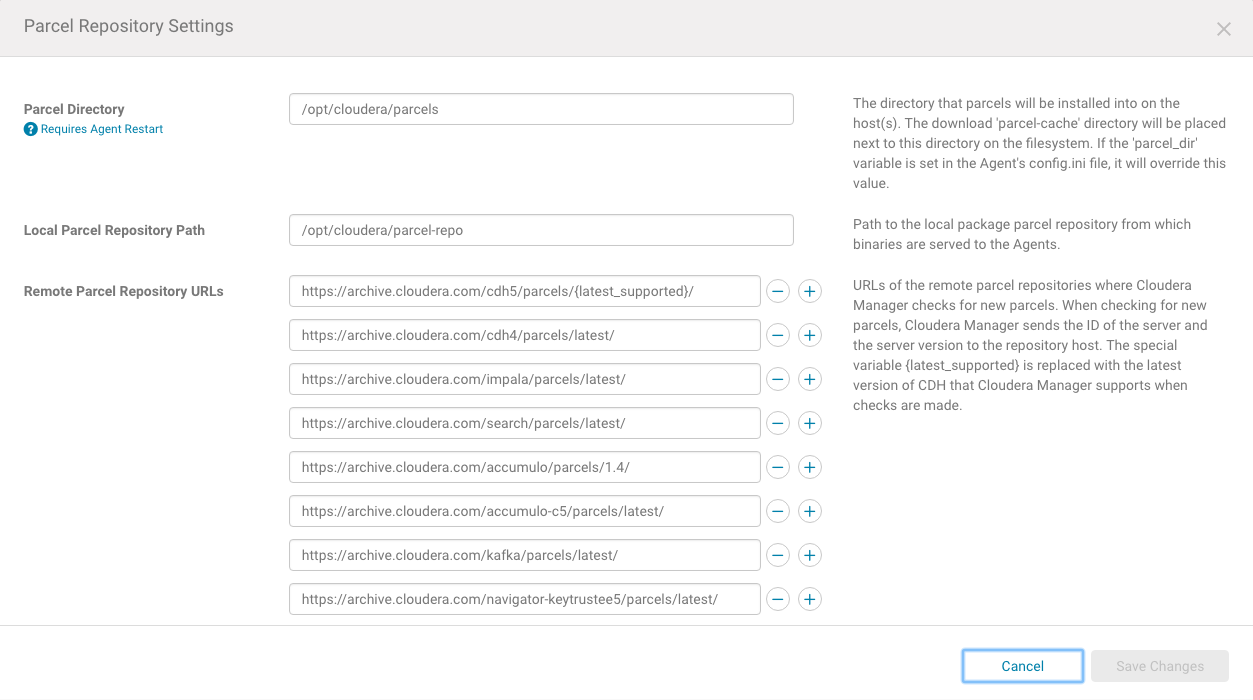 Parcel Repository Settings
Parcel Directory
? Requires Agent Restart
/opt/cloudera/parcels
The directory that parcels will be installed into on the
host(s). The download 'parcel-cache' directory will be placed
next to this directory on the filesystem. If the 'parcel_dir'
variable is set in the Agent's config.ini file, it will override this
value.
Local Parcel Repository Path
/opt/cloudera/parcel-repo
Path to the local package parcel repository from which
binaries are served to the Agents.
Remote Parcel Repository URLs
https://archive.cloudera.com/cdh5/parcels/{latest_supported}/
https://archive.cloudera.com/cdh4/parcels/latest/
https://archive.cloudera.com/impala/parcels/latest/
https://archive.cloudera.com/search/parcels/latest/
https://archive.cloudera.com/accumulo/parcels/1.4/
https://archive.cloudera.com/accumulo-c5/parcels/latest/
https://archive.cloudera.com/kafka/parcels/latest/
https://archive.cloudera.com/navigator-keytrustee5/parcels/latest/
URLs of the remote parcel repositories where Cloudera
Manager checks for new parcels. When checking for new
parcels, Cloudera Manager sends the ID of the server and
the server version to the repository host. The special
variable {latest_supported} is replaced with the latest
version of CDH that Cloudera Manager supports when
checks are made.
Cancel
Save Changes